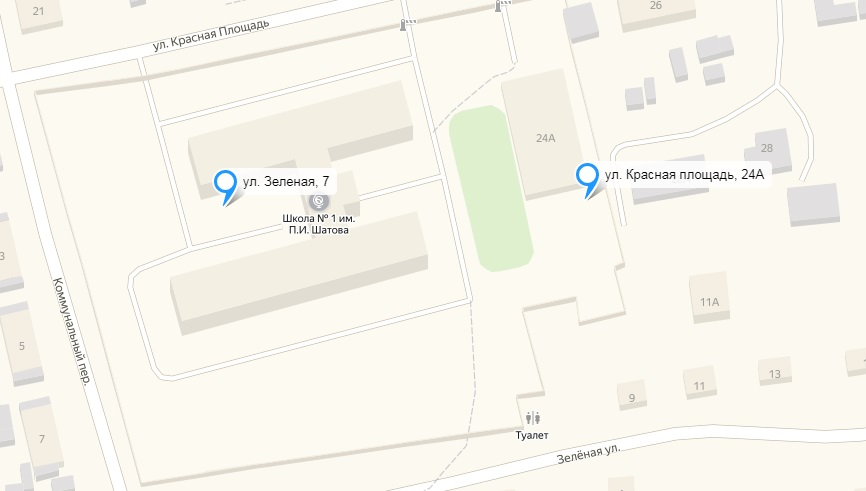 21
ул. Красная Площадь
26
24А
28
ул. Зеленая, 7
ул. Красная площадь, 24А
Школа № 1 им.
П.И. Шатова
3
Коммунальный пер.
11А
5
13
11
9
7
Туалет
Зелёная ул.